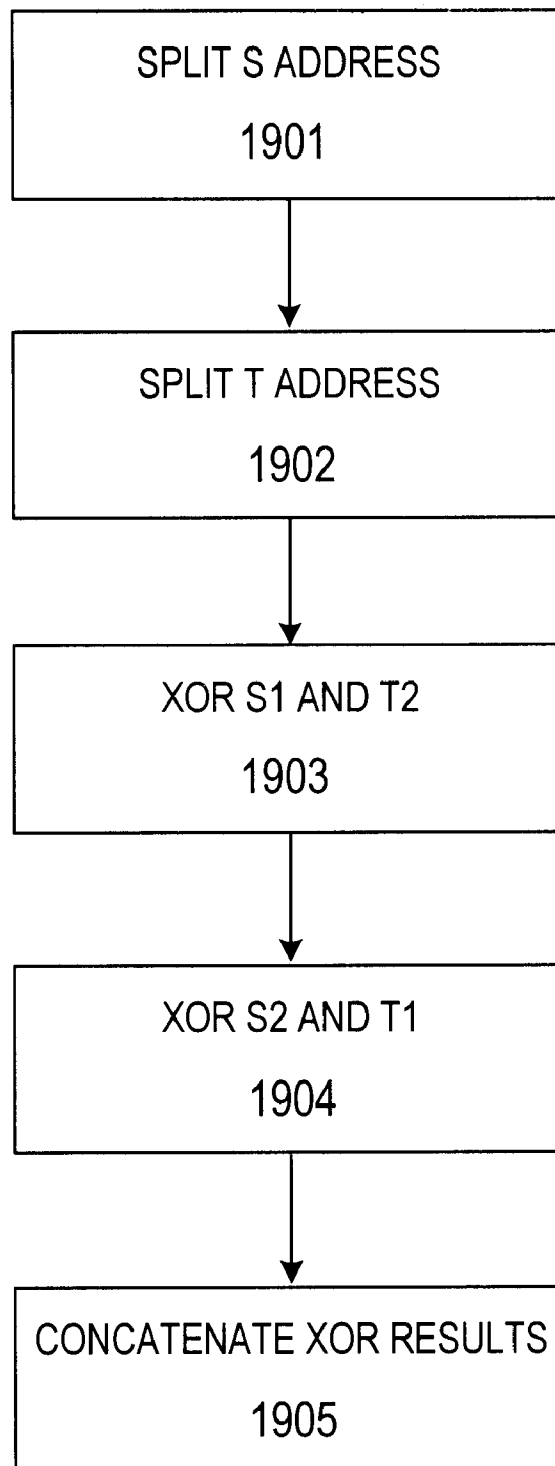 SPLIT S ADDRESS
1901
SPLIT T ADDRESS
1902
XOR S1 AND T2
1903
XOR S2 AND T1
1904
CONCATENATE XOR RESULTS
1905